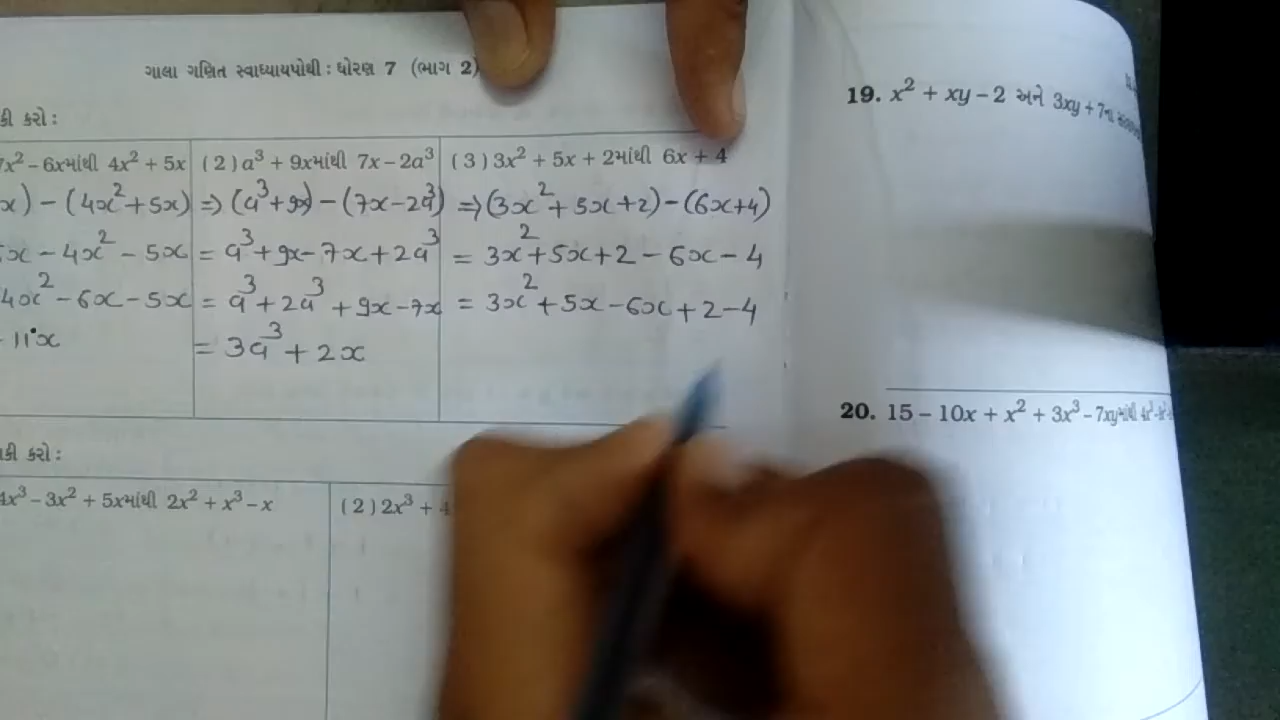 ગાલા ગણિત સ્વાધ્યાયપોથી : ધોરણ 7 (ભાગ 2)
કી કરો :
7x² – 6xમાંથી 4x² + 5x
x) – (4x² + 5x)
x – 4x² – 5x
4x² – 6x – 5x
– 11x
(2) a³ + 9xમાંથી 7x – 2a³
⇒ (a³ + 9x) – (7x – 2a³)
= a³ + 9x – 7x + 2a³
= a³ + 2a³ + 9x – 7x
= 3a³ + 2x
(3) 3x² + 5x + 2માંથી 6x + 4
⇒ (3x² + 5x + 2) – (6x + 4)
= 3x² + 5x + 2 – 6x – 4
= 3x² + 5x – 6x + 2 – 4
કી કરો :
4x³ – 3x² + 5xમાંથી 2x² + x³ – x
(2) 2x³ + 4
19. x² + xy – 2 અને 3xy + 7ના
20. 15 – 10x + x² + 3x³ – 7xyમાંથી